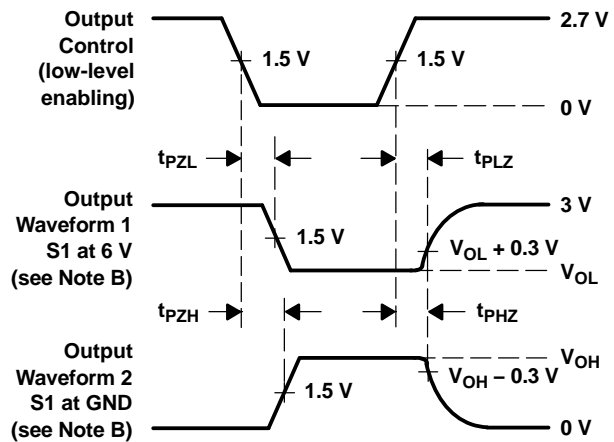 Output
Control
(low-level
enabling)
1.5 V
1.5 V
2.7 V
0 V
tPZL
tPLZ
Output
Waveform 1
S1 at 6 V
(see Note B)
1.5 V
3 V
VOL + 0.3 V
VOL
tPZH
tPHZ
Output
Waveform 2
S1 at GND
(see Note B)
1.5 V
VOH
VOH − 0.3 V
0 V